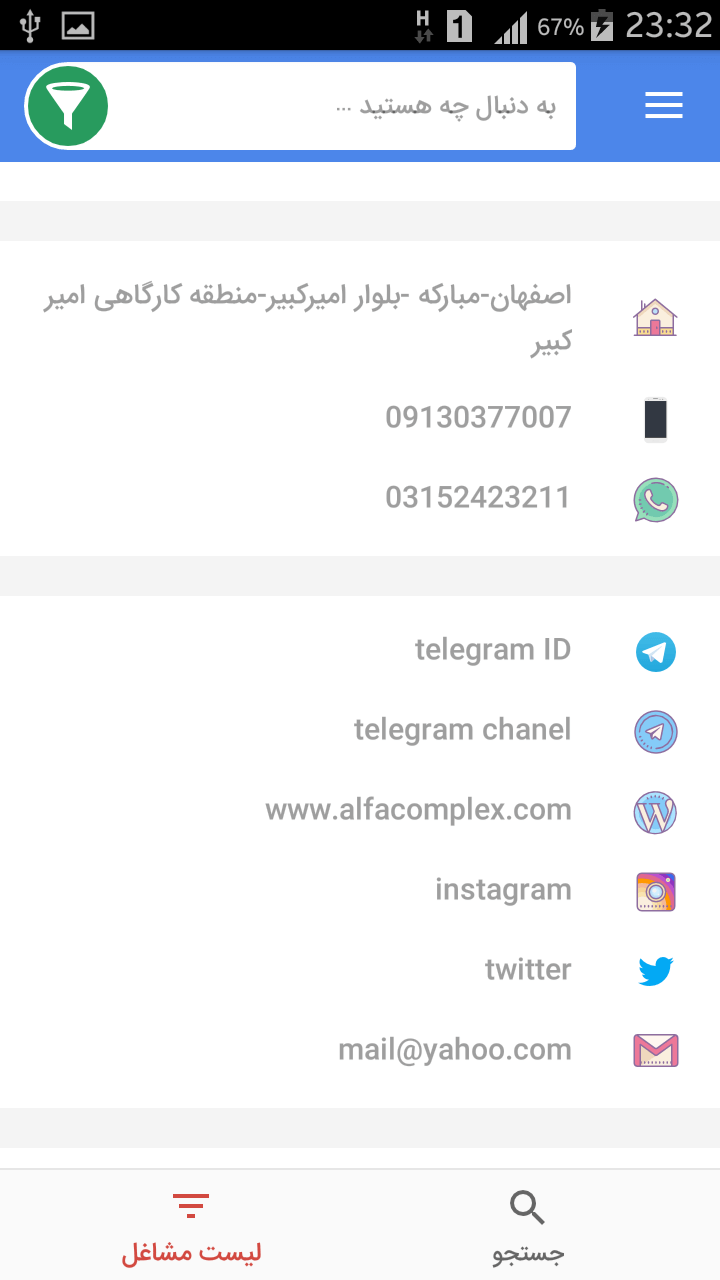 H 1 67% 23:32
به دنبال چه هستید ...
اصفهان-مبارکه -بلوار امیرکبیر-منطقه کارگاهی امیر
کبیر
09130377007
03152423211
telegram ID
telegram chanel
www.alfacomplex.com
instagram
twitter
mail@yahoo.com
جستجو
لیست مشاغل